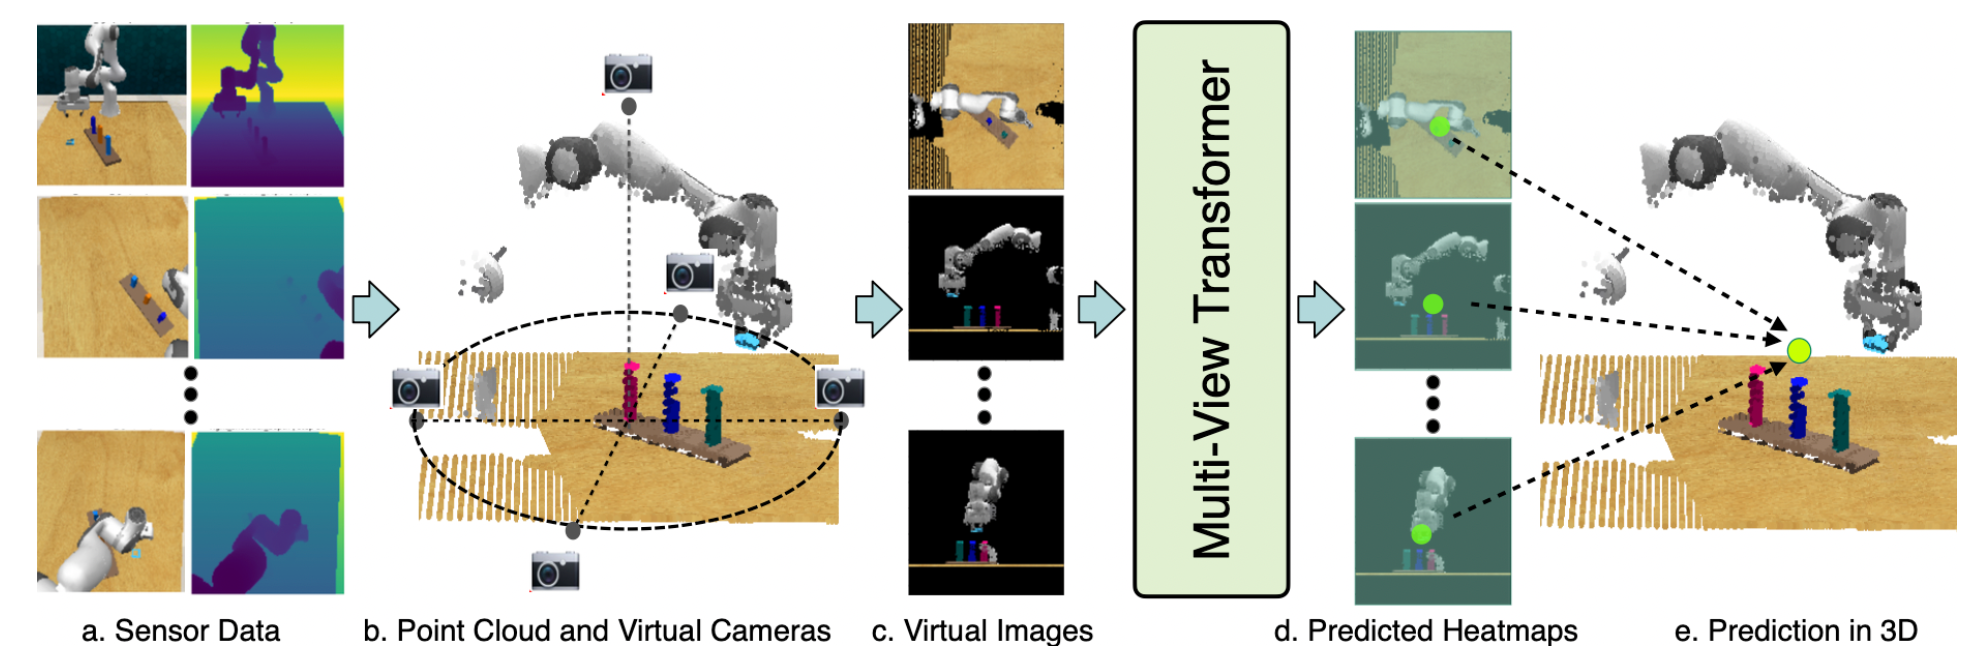 Multi-View Transformer
a. Sensor Data
b. Point Cloud and Virtual Cameras
c. Virtual Images
d. Predicted Heatmaps
e. Prediction in 3D